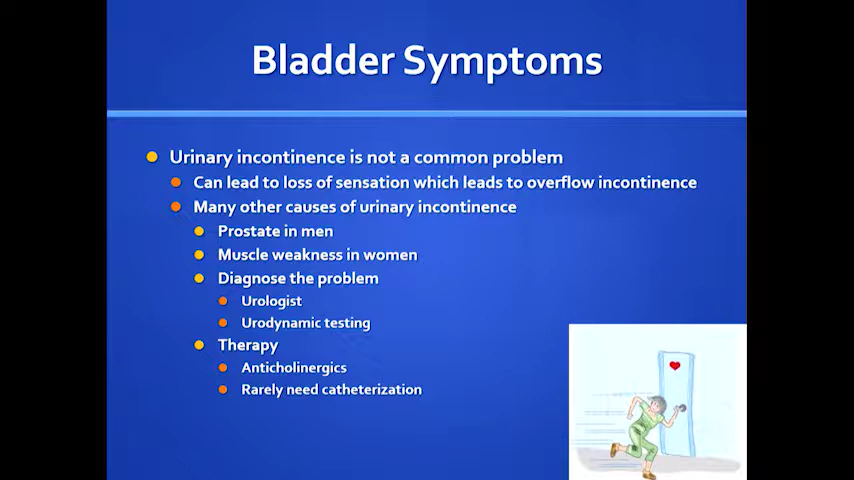 Bladder Symptoms
Urinary incontinence is not a common problem
Can lead to loss of sensation which leads to overflow incontinence
Many other causes of urinary incontinence
Prostate in men
Muscle weakness in women
Diagnose the problem
Urologist
Urodynamic testing
Therapy
Anticholinergics
Rarely need catheterization